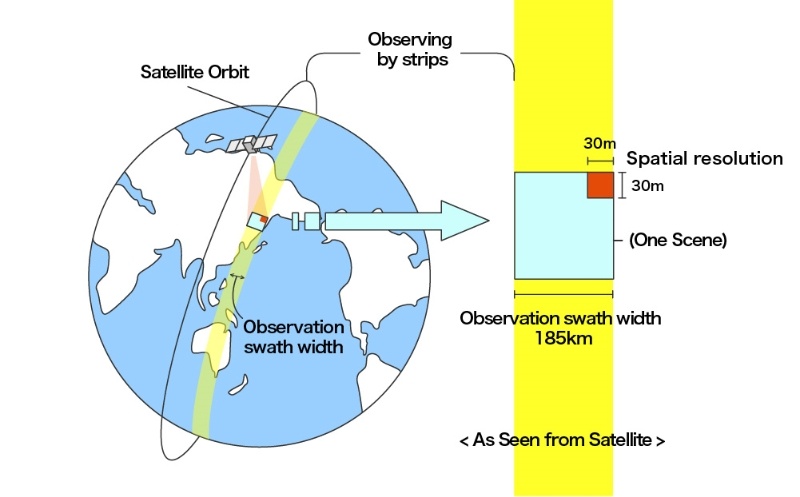 Observing
by strips
Satellite Orbit
30m
Spatial resolution
30m
(One Scene)
Observation
swath width
Observation swath width
185km
< As Seen from Satellite >